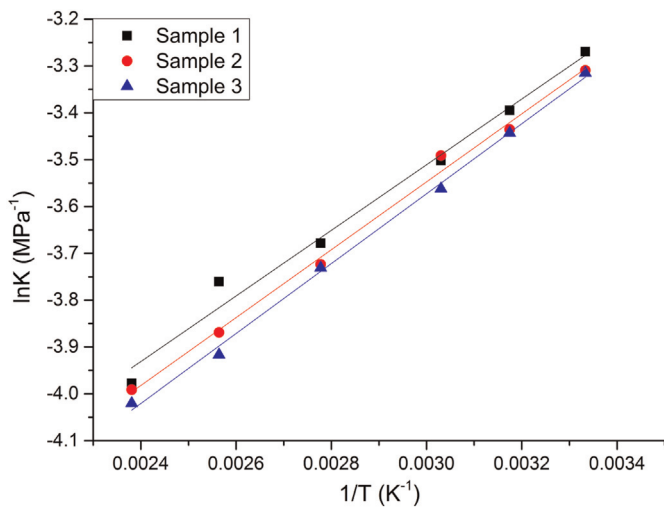 Sample 1
Sample 2
Sample 3
-3.2
-3.3
-3.4
-3.5
-3.6
-3.7
-3.8
-3.9
-4.0
-4.1
lnK (MPa⁻¹)
0.0024 0.0026 0.0028 0.0030 0.0032 0.0034
1/T (K⁻¹)